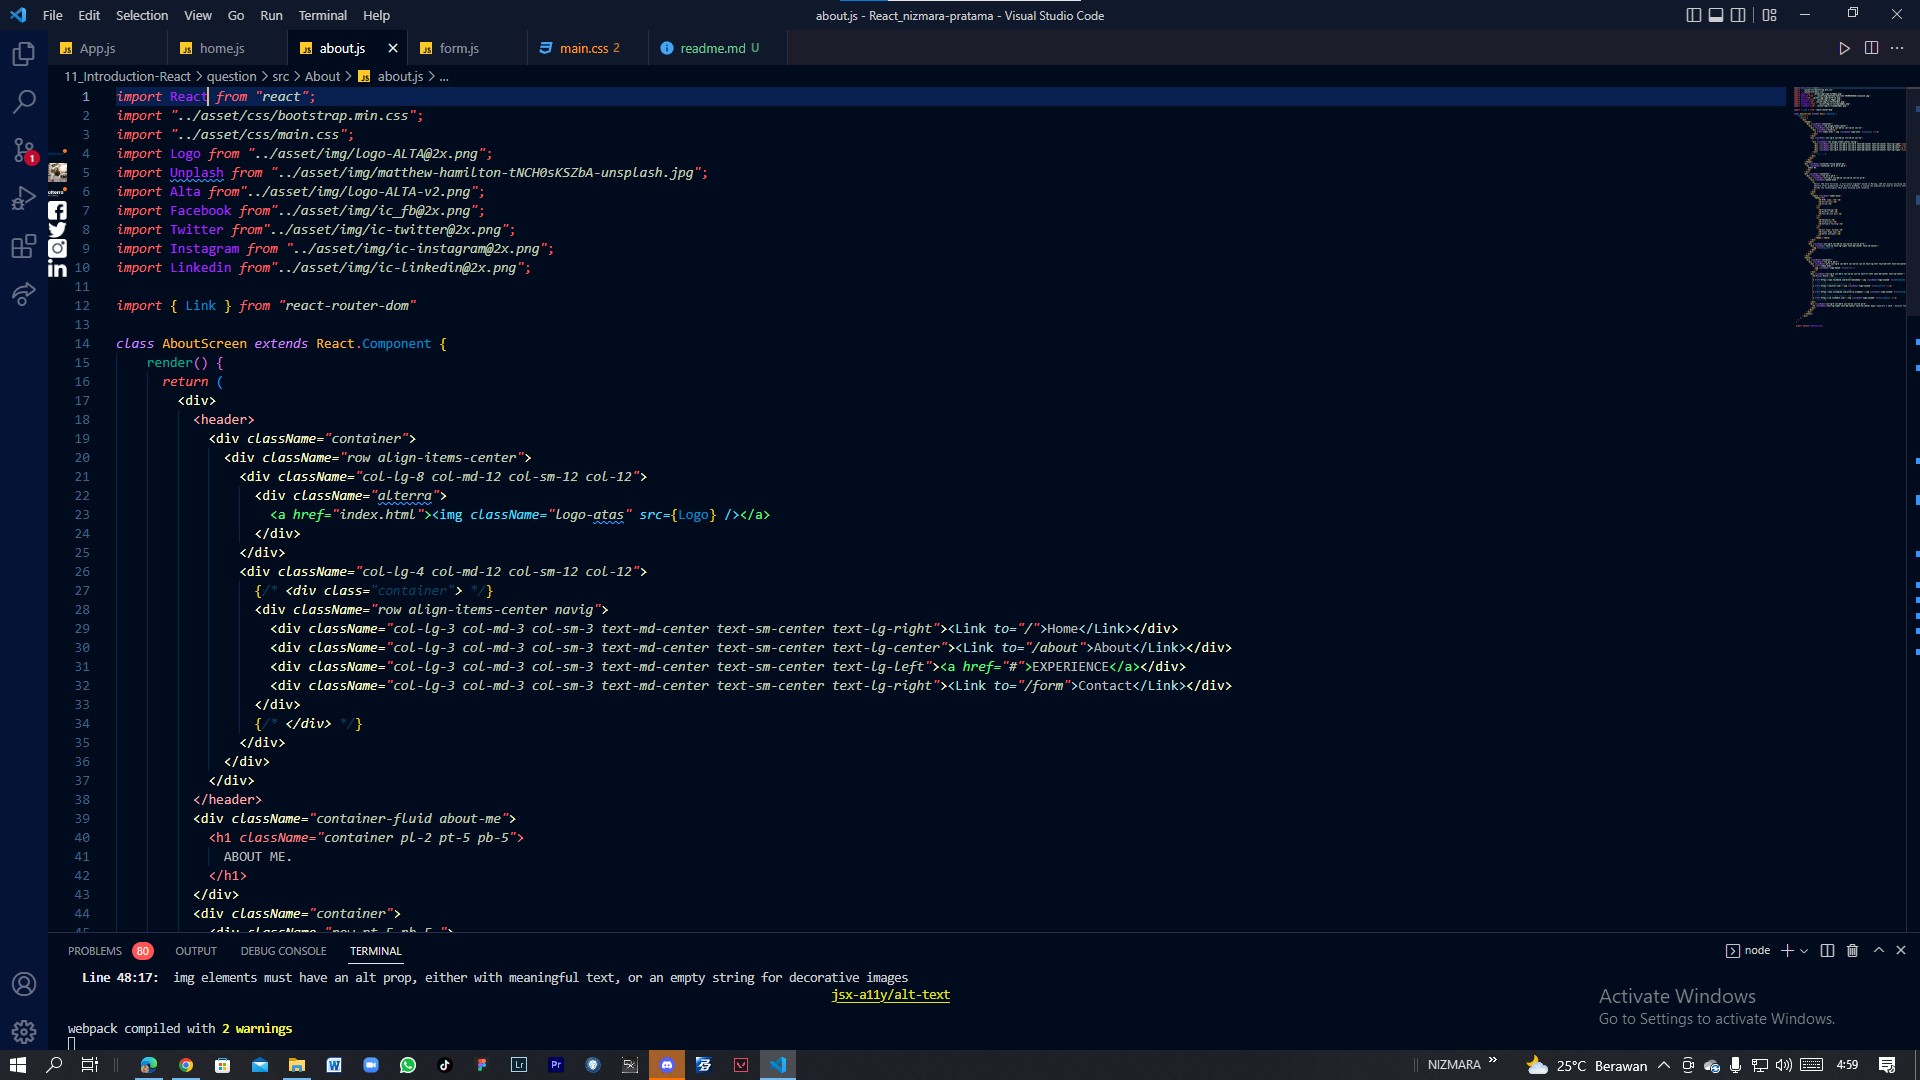 File Edit Selection View Go Run Terminal Help about.js - React_nizmara-pratama - Visual Studio Code
App.js home.js about.js form.js main.css 2 readme.md U
11_Introduction-React > question > src > About > about.js > ...
1 import React from "react";
2 import "../asset/css/bootstrap.min.css";
3 import "../asset/css/main.css";
4 import Logo from "../asset/img/logo-ALTA@2x.png";
5 import Unplash from "../asset/img/matthew-hamilton-tNCH0sKSZbA-unsplash.jpg";
6 import Alta from"../asset/img/logo-ALTA-v2.png";
7 import Facebook from"../asset/img/ic_fb@2x.png";
8 import Twitter from"../asset/img/ic-twitter@2x.png";
9 import Instagram from "../asset/img/ic-instagram@2x.png";
10 import Linkedin from"../asset/img/ic-linkedin@2x.png";
11
12 import { Link } from "react-router-dom"
13
14 class AboutScreen extends React.Component {
15 render() {
16 return (
17 <div>
18 <header>
19 <div className="container">
20 <div className="row align-items-center">
21 <div className="col-lg-8 col-md-12 col-sm-12 col-12">
22 <div className="alterra">
23 <a href="index.html"><img className="logo-atas" src={Logo} /></a>
24 </div>
25 </div>
26 <div className="col-lg-4 col-md-12 col-sm-12 col-12">
27 {/* <div class="container"> */}
28 <div className="row align-items-center navig">
29 <div className="col-lg-3 col-md-3 col-sm-3 text-md-center text-sm-center text-lg-right"><Link to="/">Home</Link></div>
30 <div className="col-lg-3 col-md-3 col-sm-3 text-md-center text-sm-center text-lg-center"><Link to="/about">About</Link></div>
31 <div className="col-lg-3 col-md-3 col-sm-3 text-md-center text-sm-center text-lg-left"><a href="#">EXPERIENCE</a></div>
32 <div className="col-lg-3 col-md-3 col-sm-3 text-md-center text-sm-center text-lg-right"><Link to="/form">Contact</Link></div>
33 </div>
34 {/* </div> */}
35 </div>
36 </div>
37 </div>
38 </header>
39 <div className="container-fluid about-me">
40 <h1 className="container pl-2 pt-5 pb-5">
41 ABOUT ME.
42 </h1>
43 </div>
44 <div className="container">
45 <div className="row pt-5 pb-5 ">
PROBLEMS 80 OUTPUT DEBUG CONSOLE TERMINAL node
Line 48:17: img elements must have an alt prop, either with meaningful text, or an empty string for decorative images
jsx-a11y/alt-text
Activate Windows
Go to Settings to activate Windows.
webpack compiled with 2 warnings
NIZMARA 25°C Berawan 4:59